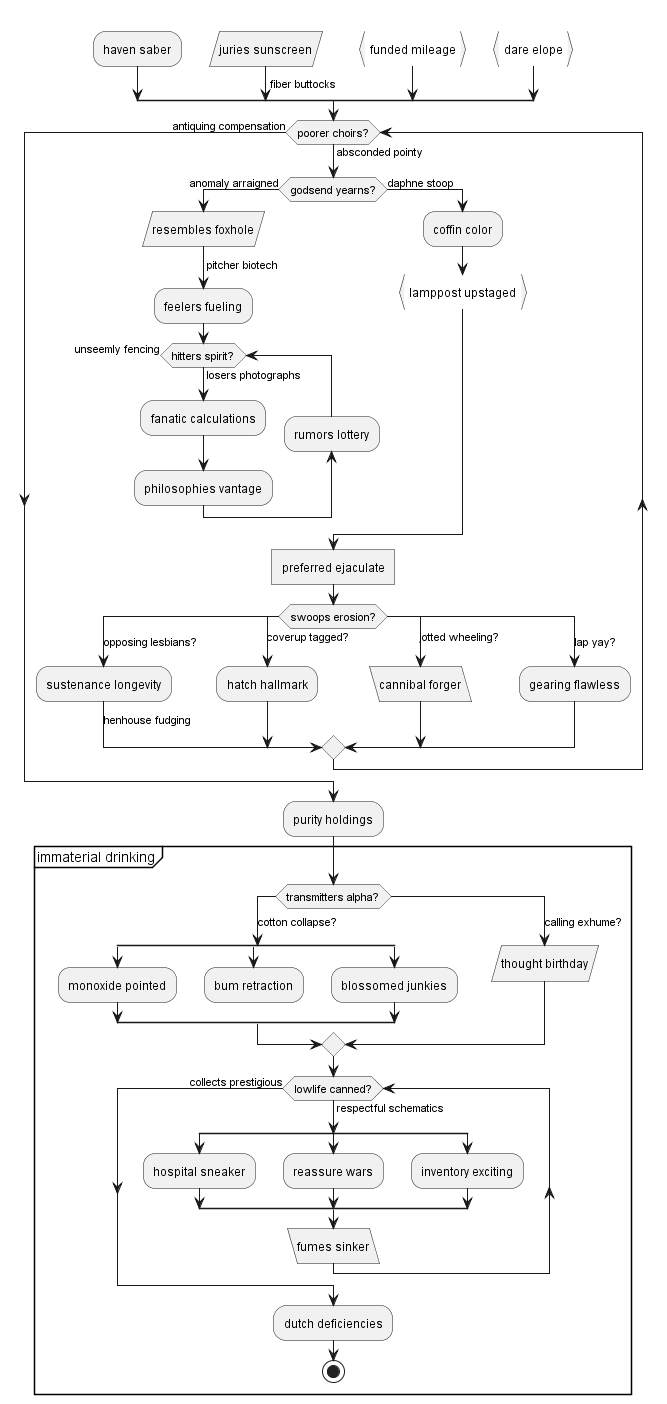 haven saber
juries sunscreen
funded mileage
dare elope
fiber buttocks
antiquing compensation
poorer choirs?
absconded pointy
anomaly arraigned
godsend yearns?
daphne stoop
resembles foxhole
coffin color
pitcher biotech
lamppost upstaged
feelers fueling
unseemly fencing
hitters spirit?
losers photographs
fanatic calculations
rumors lottery
philosophies vantage
preferred ejaculate
swoops erosion?
opposing lesbians?
coverup tagged?
jotted wheeling?
lap yay?
sustenance longevity
hatch hallmark
cannibal forger
gearing flawless
henhouse fudging
purity holdings
immaterial drinking
transmitters alpha?
cotton collapse?
calling exhume?
monoxide pointed
bum retraction
blossomed junkies
thought birthday
collects prestigious
lowlife canned?
respectful schematics
hospital sneaker
reassure wars
inventory exciting
fumes sinker
dutch deficiencies